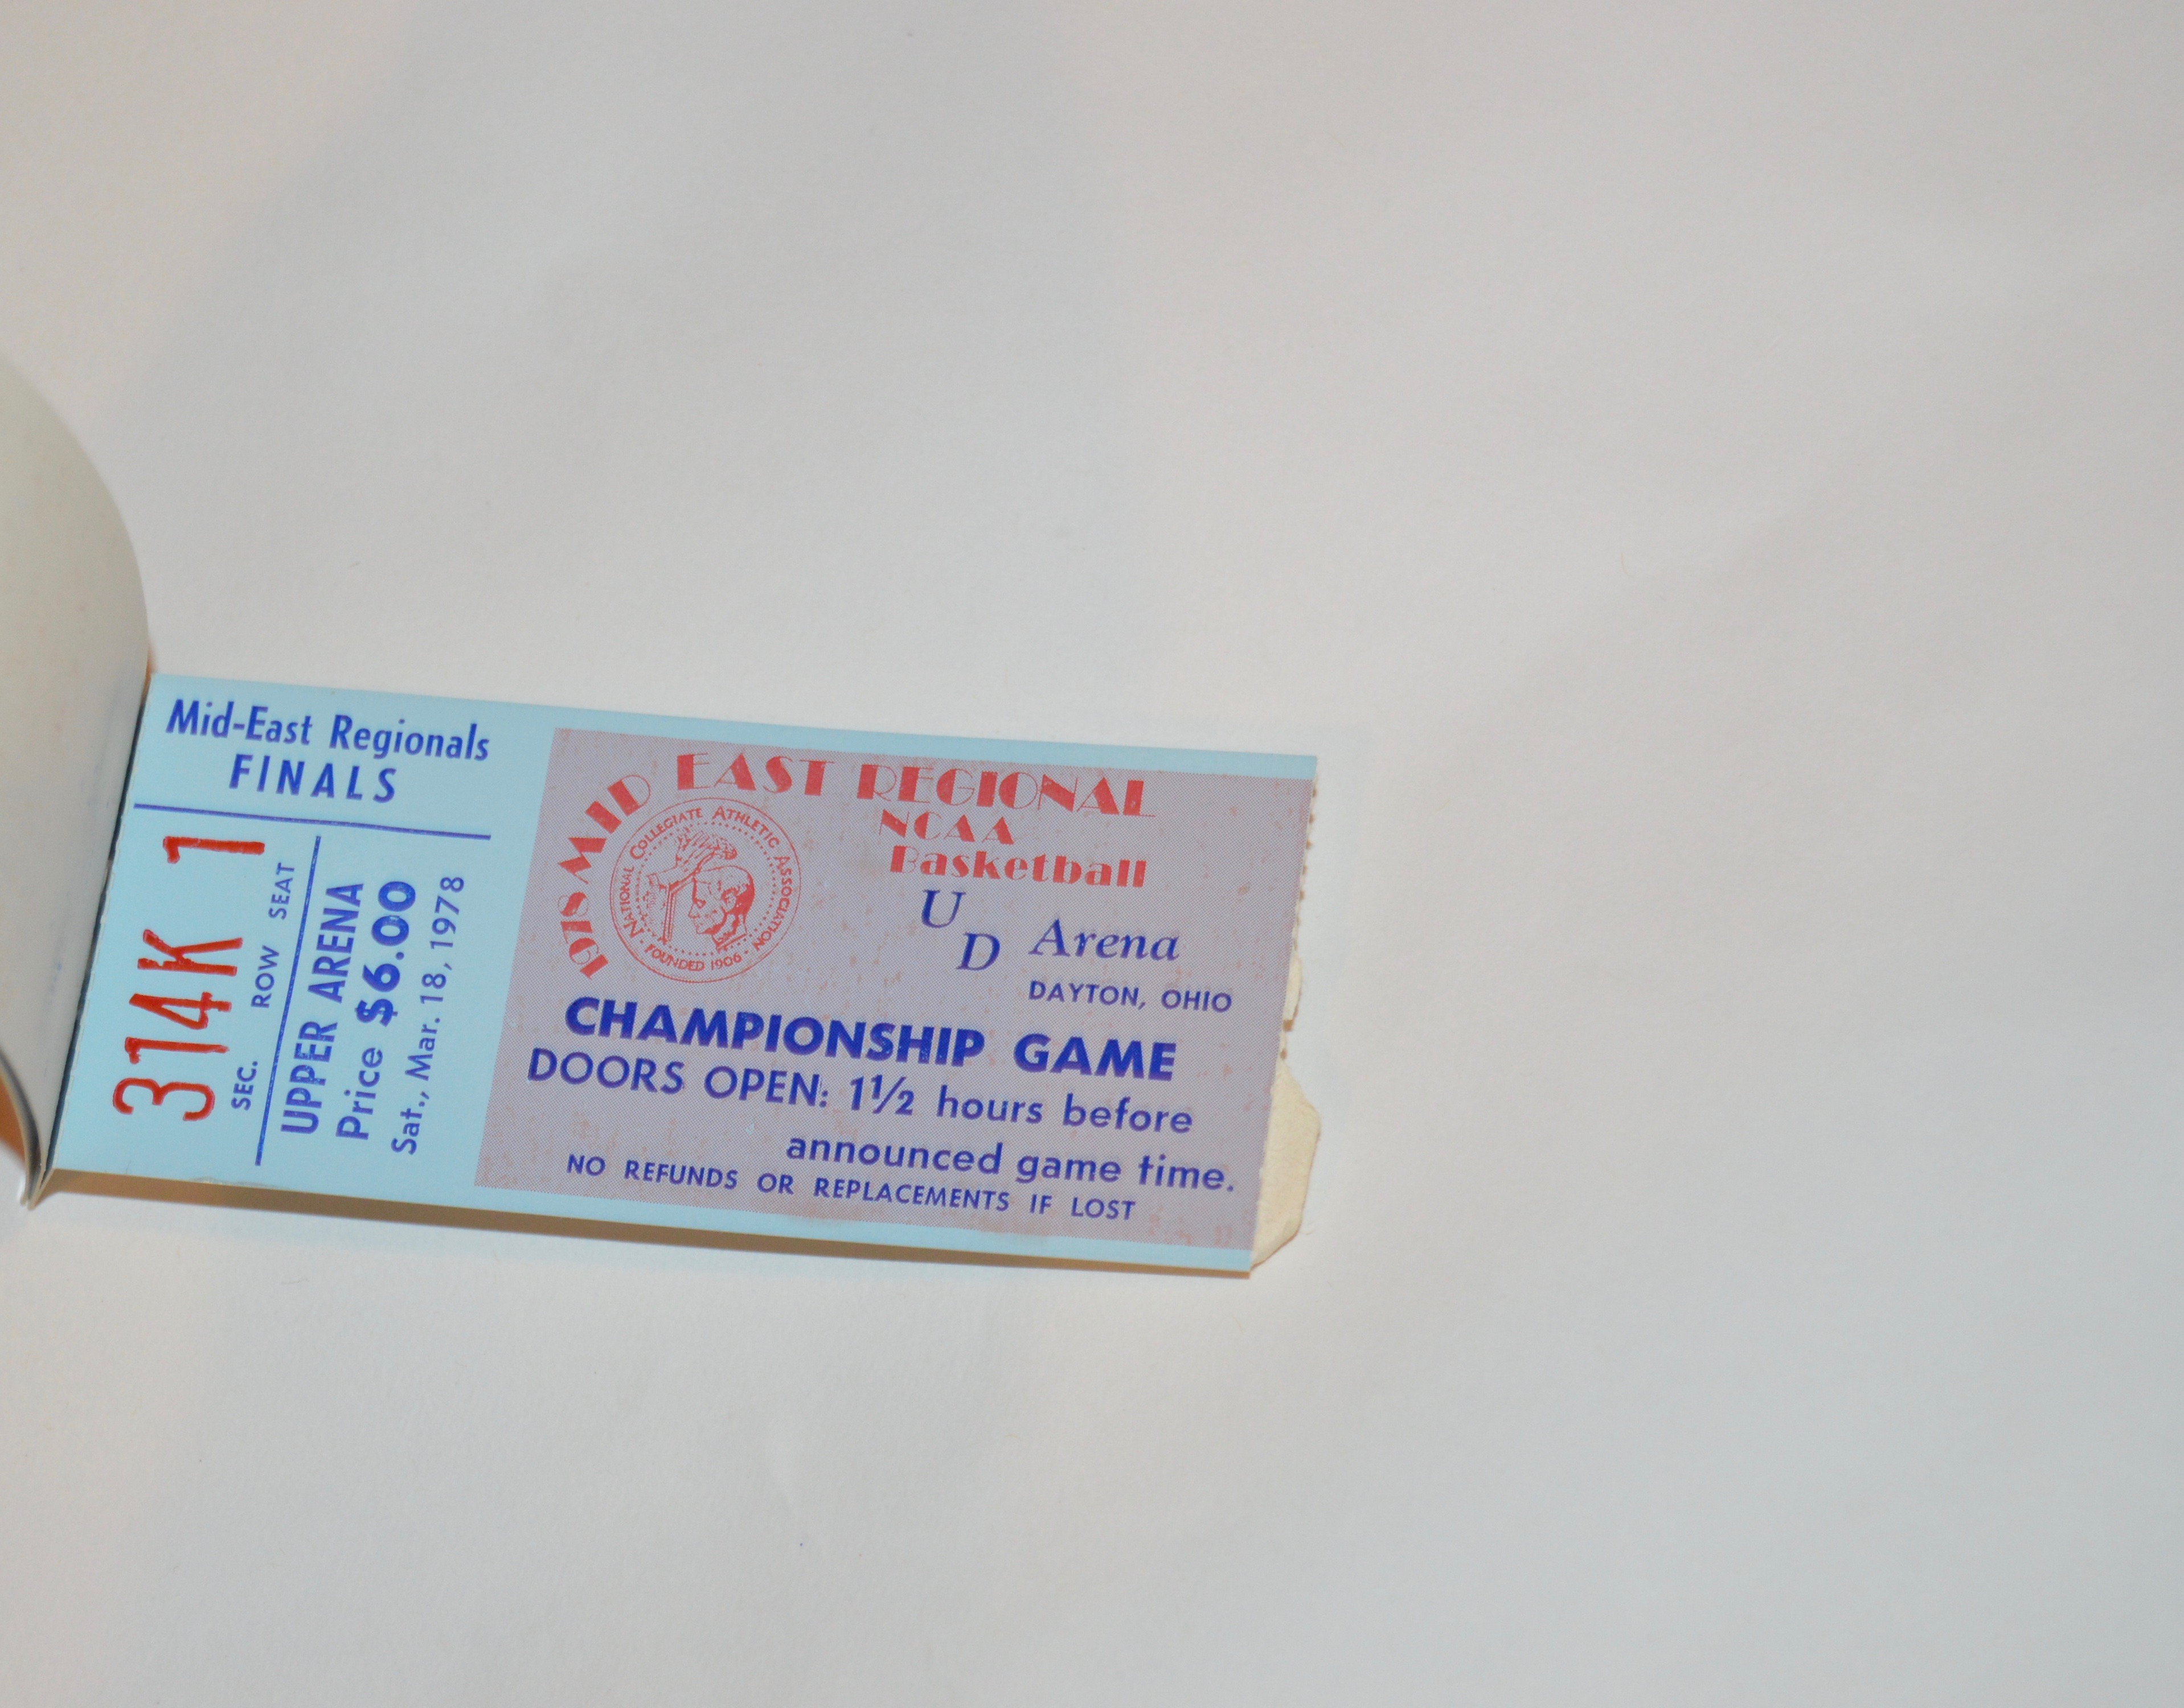 Mid-East Regionals
FINALS
314K 1
SEC. ROW SEAT
UPPER ARENA
Price $6.00
Sat., Mar. 18, 1978
1978 MID EAST REGIONAL
NCAA
Basketball
NATIONAL COLLEGIATE ATHLETIC ASSOCIATION
FOUNDED 1906
UD Arena
DAYTON, OHIO
CHAMPIONSHIP GAME
DOORS OPEN: 1½ hours before
announced game time.
NO REFUNDS OR REPLACEMENTS IF LOST